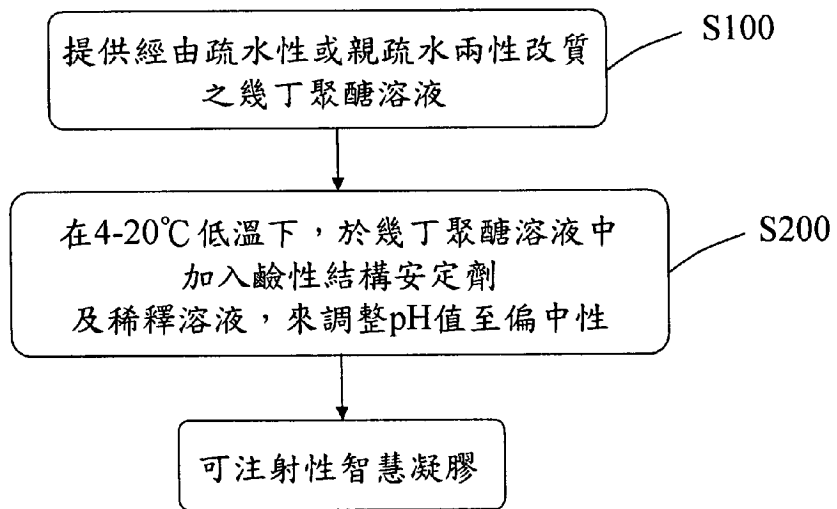 提供經由疏水性或親疏水兩性改質
之幾丁聚醣溶液
S100
在4-20℃低溫下，於幾丁聚醣溶液中
加入鹼性結構安定劑
及稀釋溶液，來調整pH值至偏中性
S200
可注射性智慧凝膠